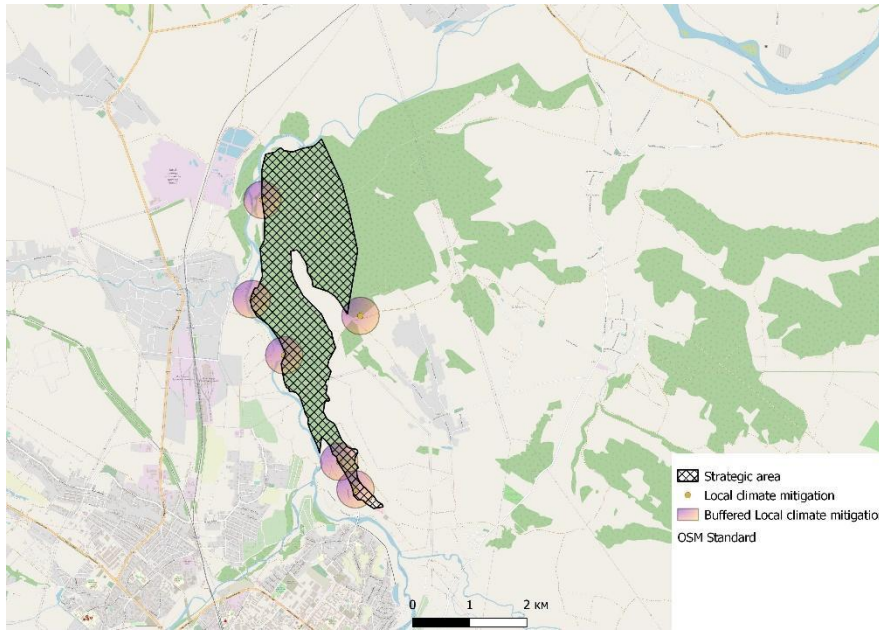 Strategic area
Local climate mitigation
Buffered Local climate mitigation
OSM Standard
0 1 2 км